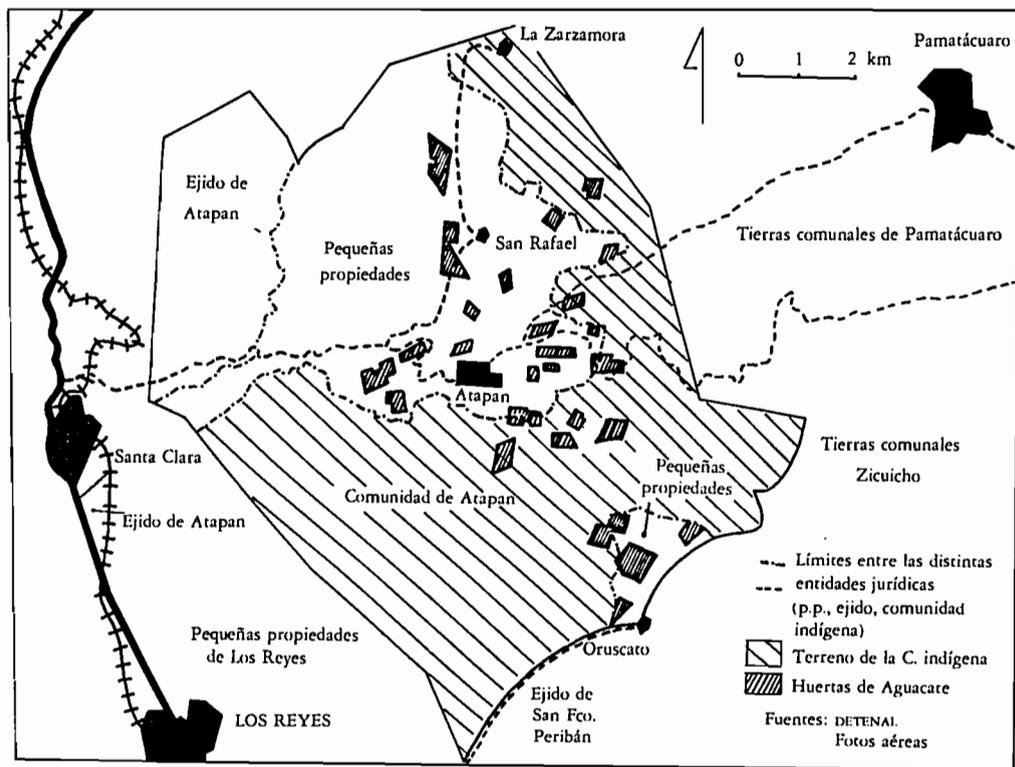 La Zarzamora
0 1 2 km
Pamatácuaro
Ejido de
Atapan
Pequeñas
propiedades
San Rafael
Tierras comunales de Pamatácuaro
Atapan
Santa Clara
Ejido de Atapan
Comunidad de Atapan
Pequeñas
propiedades
Tierras comunales
Zicuicho
Pequeñas propiedades
de Los Reyes
LOS REYES
Oruscato
Ejido de
San Fco.
Peribán
Límites entre las distintas
entidades jurídicas
(p.p., ejido, comunidad
indígena)
Terreno de la C. indígena
Huertas de Aguacate
Fuentes: DETENAL
Fotos aéreas